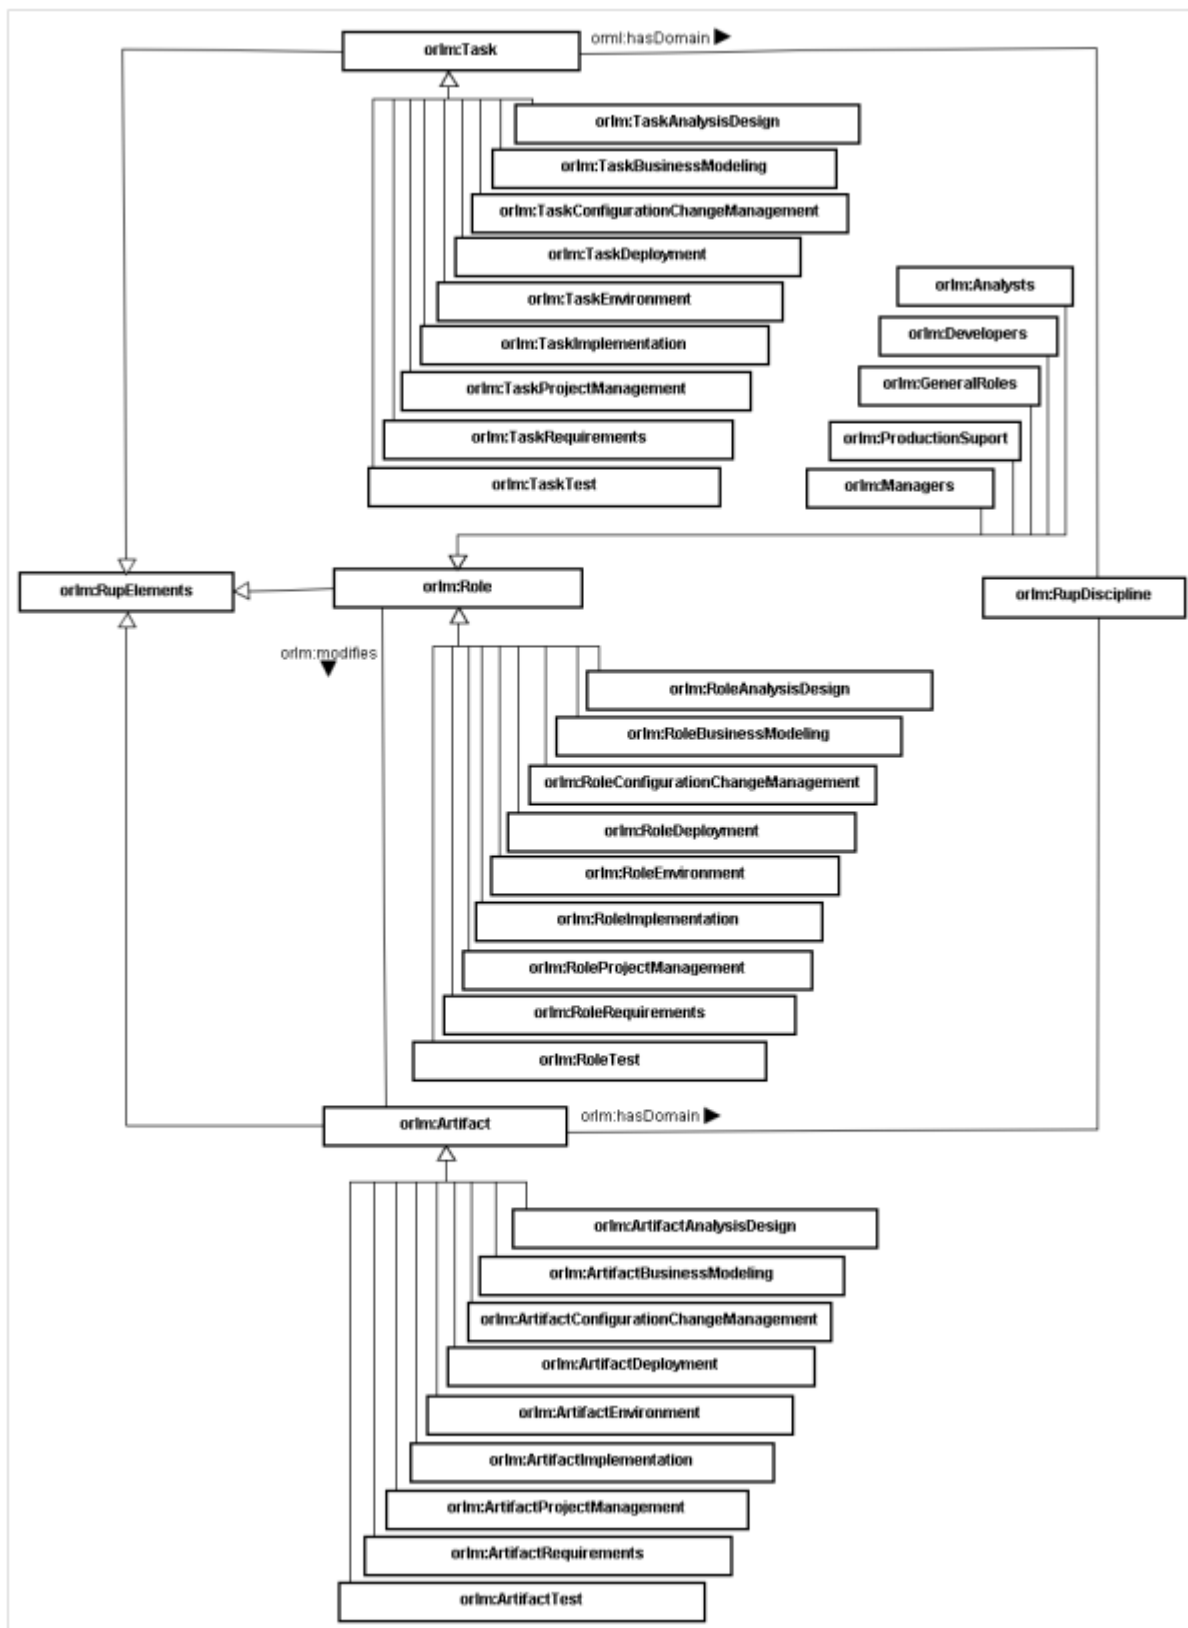 orlm:Task
orml:hasDomain
orlm:TaskAnalysisDesign
orlm:TaskBusinessModeling
orlm:TaskConfigurationChangeManagement
orlm:TaskDeployment
orlm:TaskEnvironment
orlm:TaskImplementation
orlm:TaskProjectManagement
orlm:TaskRequirements
orlm:TaskTest
orlm:Analysts
orlm:Developers
orlm:GeneralRoles
orlm:ProductionSuport
orlm:Managers
orlm:RupElements
orlm:Role
orlm:RupDiscipline
orlm:modifies
orlm:RoleAnalysisDesign
orlm:RoleBusinessModeling
orlm:RoleConfigurationChangeManagement
orlm:RoleDeployment
orlm:RoleEnvironment
orlm:RoleImplementation
orlm:RoleProjectManagement
orlm:RoleRequirements
orlm:RoleTest
orlm:Artifact
orlm:hasDomain
orlm:ArtifactAnalysisDesign
orlm:ArtifactBusinessModeling
orlm:ArtifactConfigurationChangeManagement
orlm:ArtifactDeployment
orlm:ArtifactEnvironment
orlm:ArtifactImplementation
orlm:ArtifactProjectManagement
orlm:ArtifactRequirements
orlm:ArtifactTest